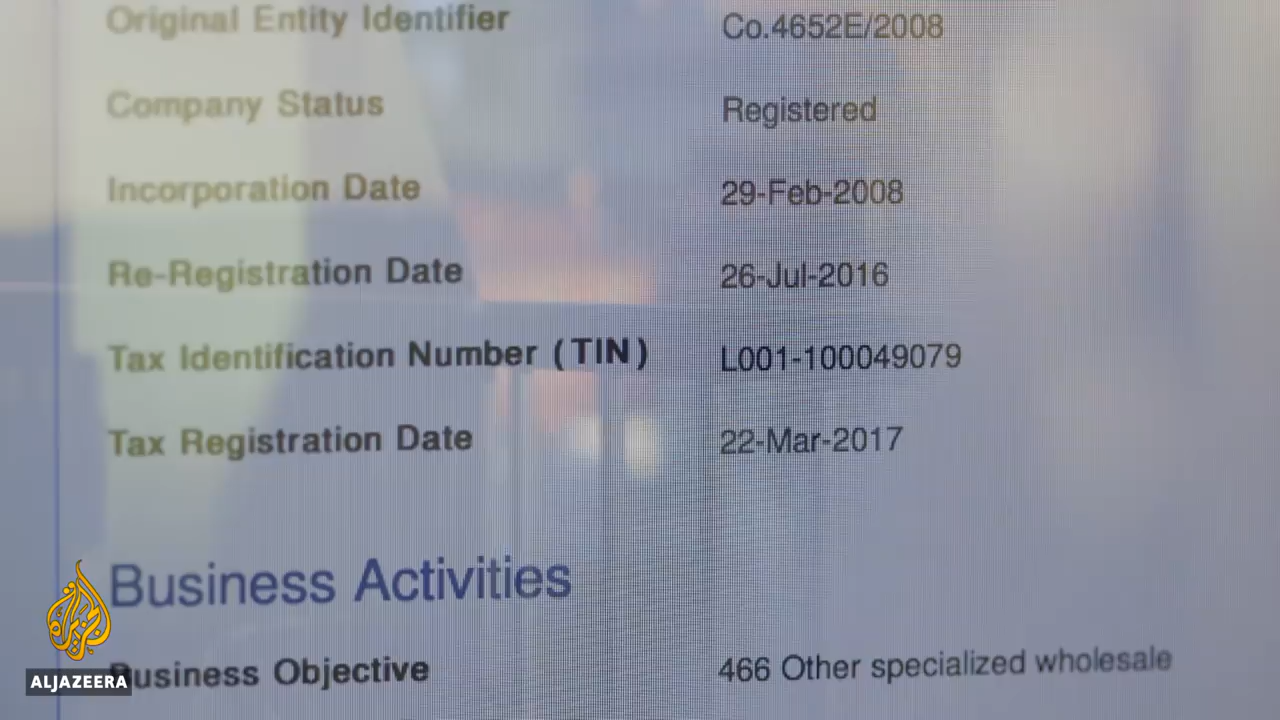 Original Entity Identifier Co.4652E/2008
Company Status Registered
Incorporation Date 29-Feb-2008
Re-Registration Date 26-Jul-2016
Tax Identification Number (TIN) L001-100049079
Tax Registration Date 22-Mar-2017
Business Activities
Business Objective 466 Other specialized wholesale
الجزيرة
ALJAZEERA